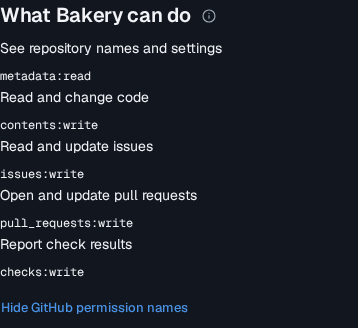 What Bakery can do
See repository names and settings
metadata:read
Read and change code
contents:write
Read and update issues
issues:write
Open and update pull requests
pull_requests:write
Report check results
checks:write
Hide GitHub permission names